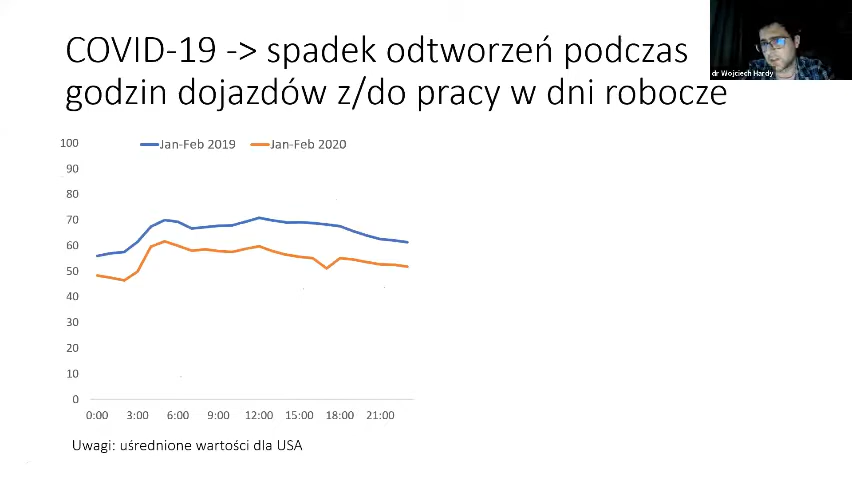 COVID-19 -> spadek odtworzeń podczas
godzin dojazdów z/do pracy w dni robocze
dr Wojciech Hardy
Jan-Feb 2019 Jan-Feb 2020
100
90
80
70
60
50
40
30
20
10
0
0:00 3:00 6:00 9:00 12:00 15:00 18:00 21:00
Uwagi: uśrednione wartości dla USA